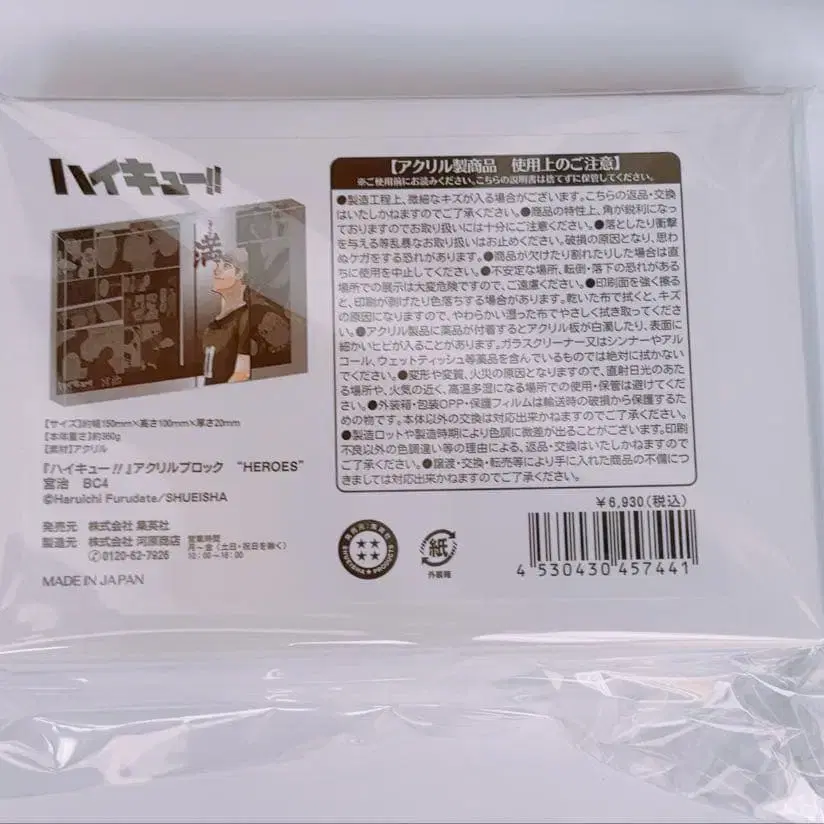 ハイキュー!!
【サイズ】約幅150mm×高さ100mm×厚さ20mm
【本体重さ】約360g
【素材】アクリル
『ハイキュー!!』アクリルブロック “HEROES”
宮治 BC4
©Haruichi Furudate/SHUEISHA
発売元 株式会社 集英社
製造元 株式会社 河原商店
✆0120-62-7926
営業時間
月～金(土日・祝日を除く)
10:00～16:00
MADE IN JAPAN
【アクリル製商品 使用上のご注意】
※ご使用前にお読みください。こちらの説明書は捨てずに保管してください。
●製造工程上、微細なキズが入る場合がございます。こちらの返品・交換
はいたしかねますのでご了承ください。●商品の特性上、角が鋭利になって
おりますのでお取り扱いには十分にご注意ください。●落としたり衝撃
を与える等乱暴なお取り扱いはお止めください。破損の原因となり、思わ
ぬケガをする恐れがあります。●商品が欠けたり割れたりした場合は直
ちに使用を中止してください。●不安定な場所、転倒・落下の恐れがある
場所での展示は大変危険ですので、ご遠慮ください。●印刷面を強く擦る
と、印刷が剥げたり色落ちする場合があります。乾いた布で拭くと、キズ
の原因になりますので、やわらかい湿った布でやさしく拭き取ってくださ
い。●アクリル製品に薬品が付着するとアクリル板が白濁したり、表面に
細かいヒビが入ることがあります。ガラスクリーナー又はシンナーやアル
コール、ウェットティッシュ等薬品を含んでいるものでは絶対に拭かない
でください。●変形や変質、火災の原因となりますので、直射日光のあた
る場所や、火気の近く、高温多湿になる場所での使用・保管は避けてくだ
さい。●外装箱・包装OPP・保護フィルムは輸送時の破損から保護するた
めの物です。本体以外の交換は対応出来かねますのでご了承ください。
●製造ロットや製造時期により色調に微差が出ることがございます。印刷
不良以外の色調違い等の理由による、返品・交換はいたしかねますので
ご了承ください。●譲渡・交換・転売等により手に入れた商品の不備につ
きましては対応出来かねますのでご了承ください。
¥6,930(税込)
SHUEISHA PRODUCTS
紙
外装箱
4 530430 457441